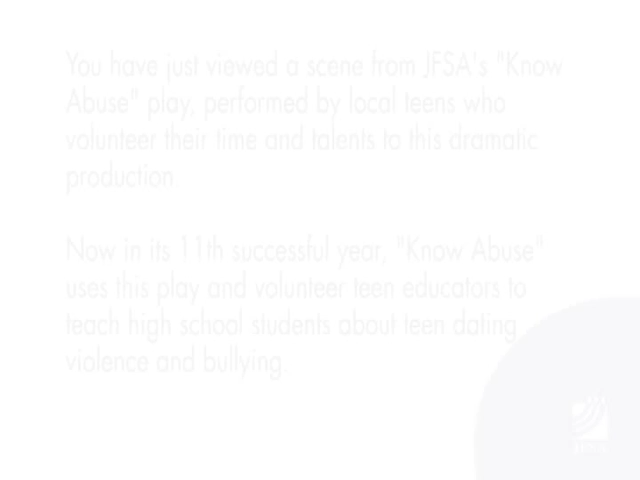 You have just viewed a scene from JFSA's "Know
Abuse" play, performed by local teens who
volunteer their time and talents to this dramatic
production.

Now in its 11th successful year, "Know Abuse"
uses this play and volunteer teen educators to
teach high school students about teen dating
violence and bullying.
JFSA